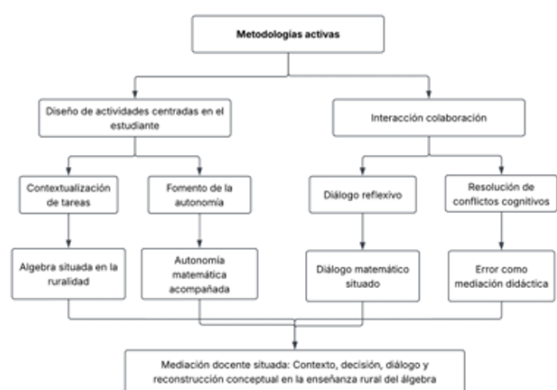 Metodologías activas
Diseño de actividades centradas en el
estudiante
Interacción colaboración
Contextualización
de tareas
Fomento de la
autonomía
Diálogo reflexivo
Resolución de
conflictos cognitivos
Algebra situada en la
ruralidad
Autonomía
matemática
acompañada
Diálogo matemático
situado
Error como
mediación didáctica
Mediación docente situada: Contexto, decisión, diálogo y
reconstrucción conceptual en la enseñanza rural del álgebra